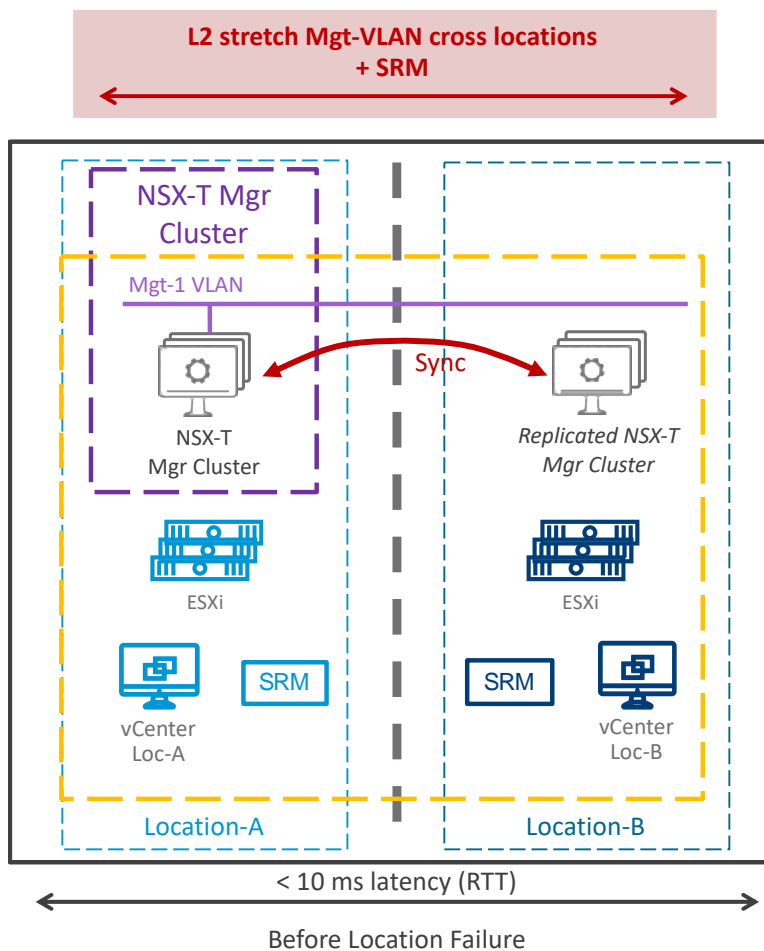 L2 stretch Mgt-VLAN cross locations
+ SRM
NSX-T Mgr
Cluster
Mgt-1 VLAN
Sync
NSX-T
Mgr Cluster
Replicated NSX-T
Mgr Cluster
ESXi
ESXi
SRM
SRM
vCenter
Loc-A
vCenter
Loc-B
Location-A
Location-B
< 10 ms latency (RTT)
Before Location Failure